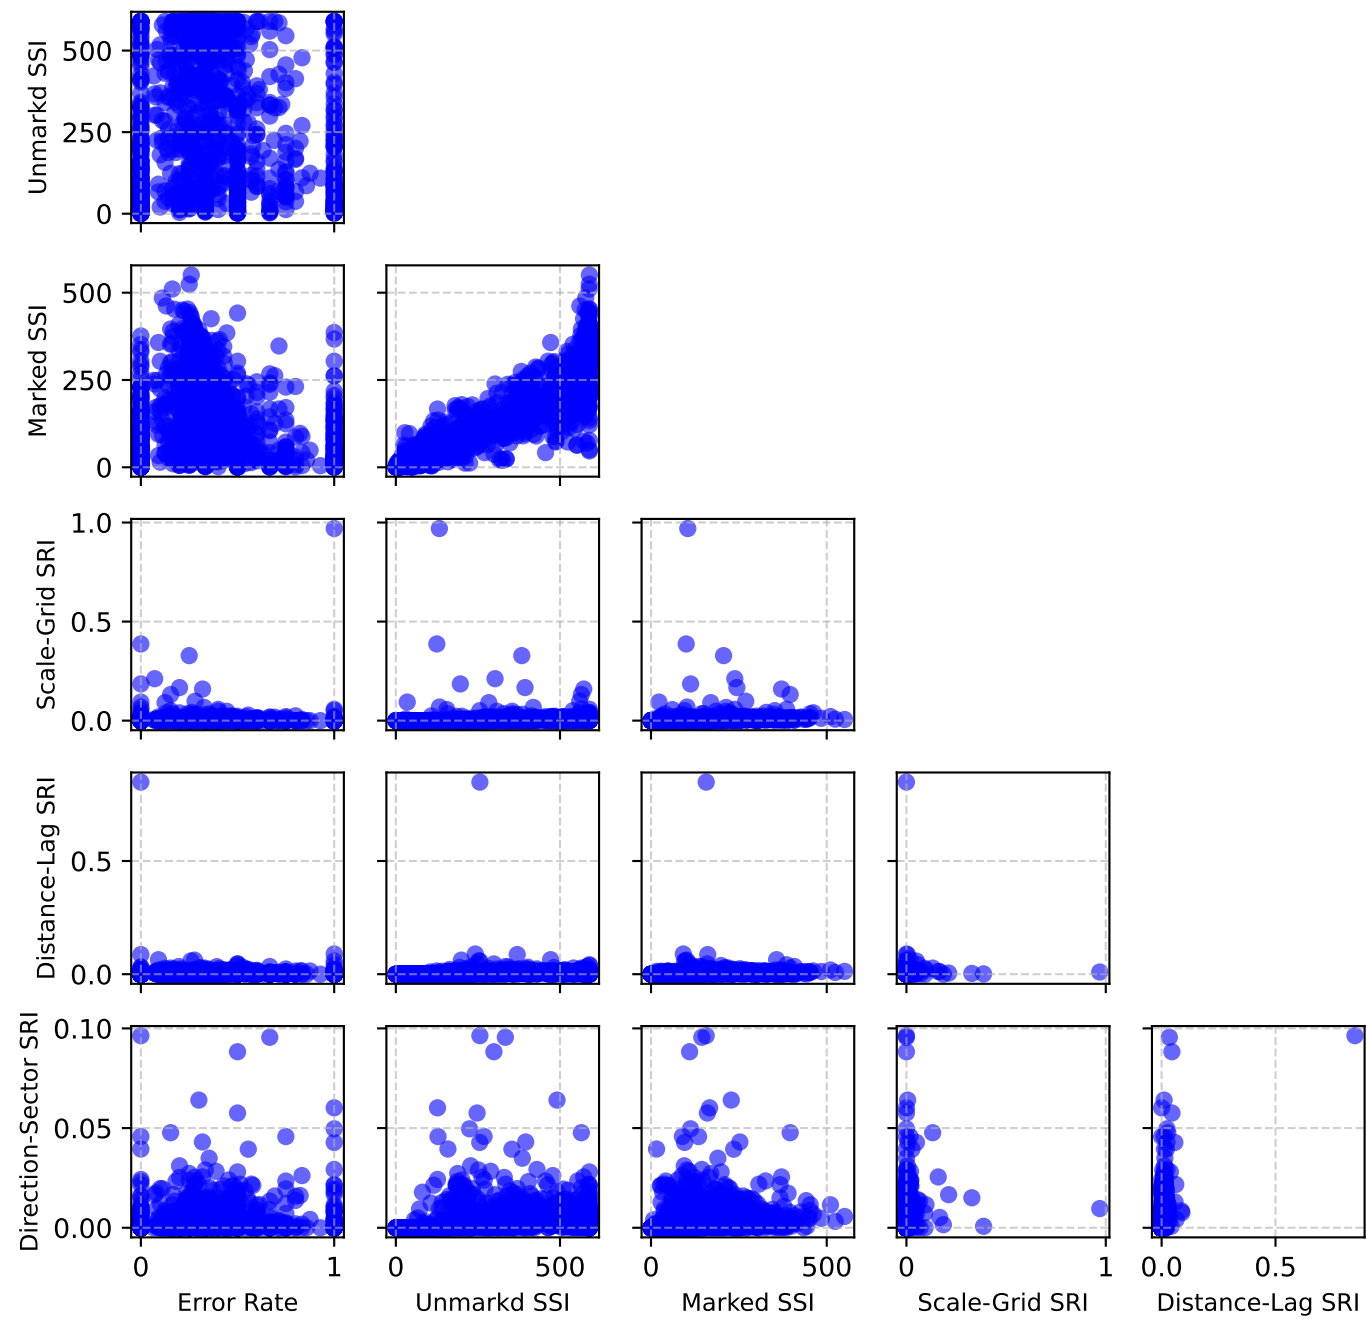 Unmarkd SSI
500
250
0
Marked SSI
500
250
0
Scale-Grid SRI
1.0
0.5
0.0
Distance-Lag SRI
0.5
0.0
Direction-Sector SRI
0.10
0.05
0.00
0 1 0 500 0 500 0 1 0.0 0.5
Error Rate Unmarkd SSI Marked SSI Scale-Grid SRI Distance-Lag SRI